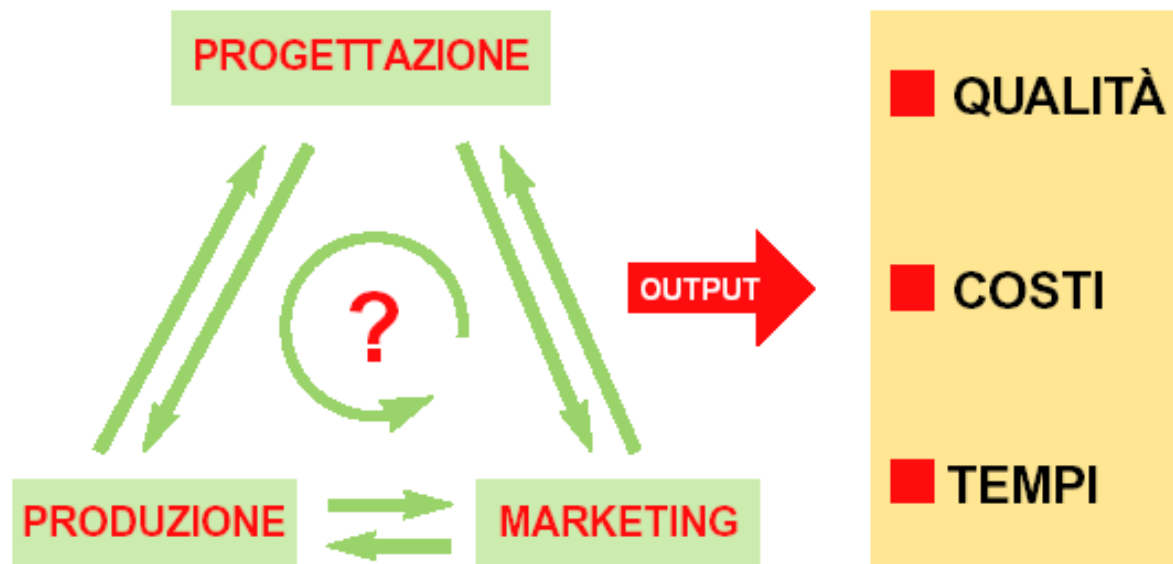 PROGETTAZIONE
?
PRODUZIONE
MARKETING
OUTPUT
QUALITÀ
COSTI
TEMPI